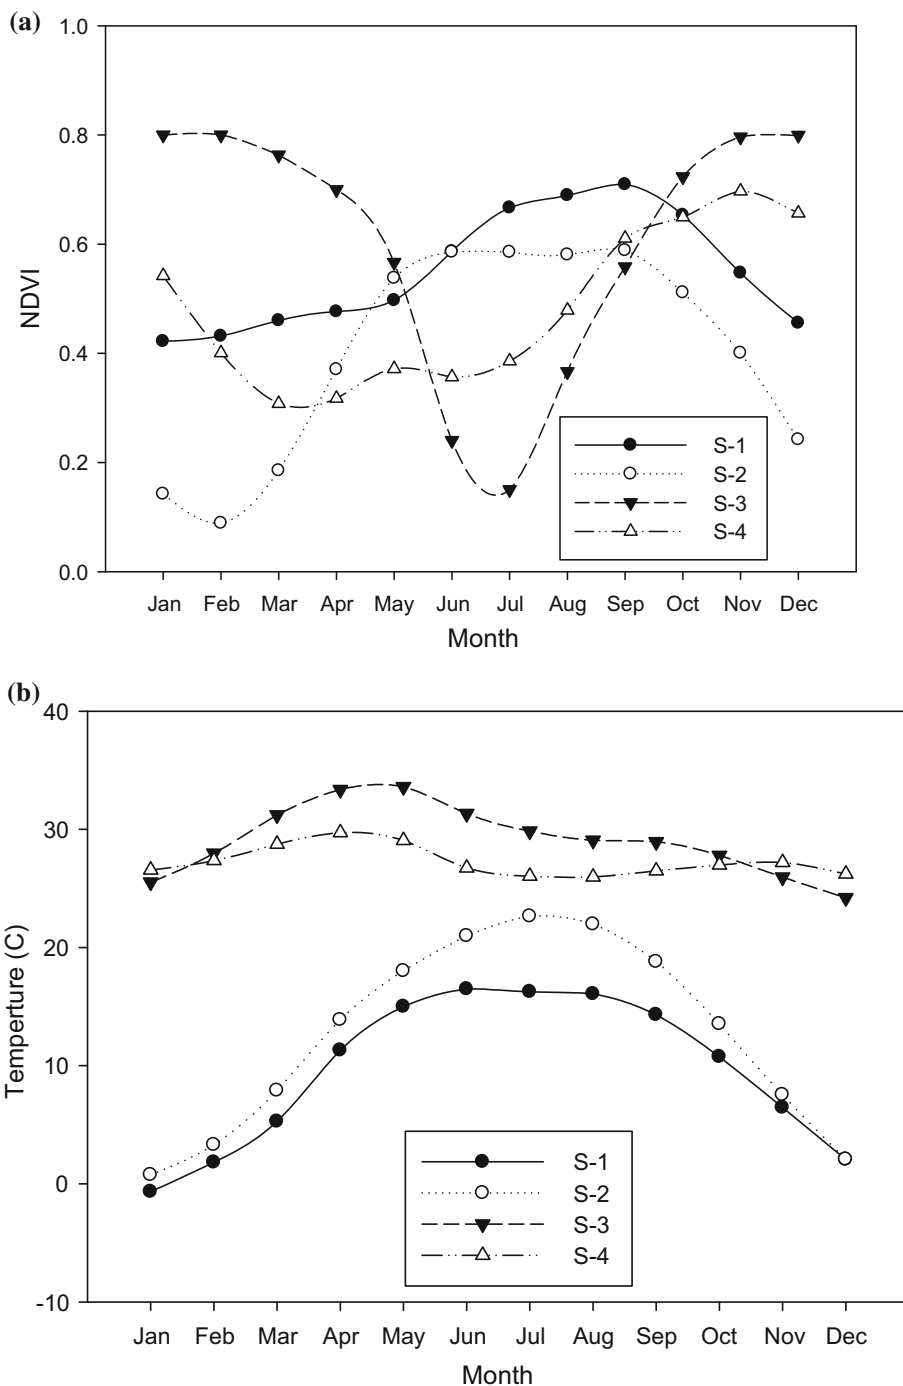 (a)
1.0
0.8
0.6
0.4
0.2
0.0
NDVI
S-1
S-2
S-3
S-4
Jan Feb Mar Apr May Jun Jul Aug Sep Oct Nov Dec
Month
(b)
40
30
20
10
0
-10
Temperture (C)
S-1
S-2
S-3
S-4
Jan Feb Mar Apr May Jun Jul Aug Sep Oct Nov Dec
Month